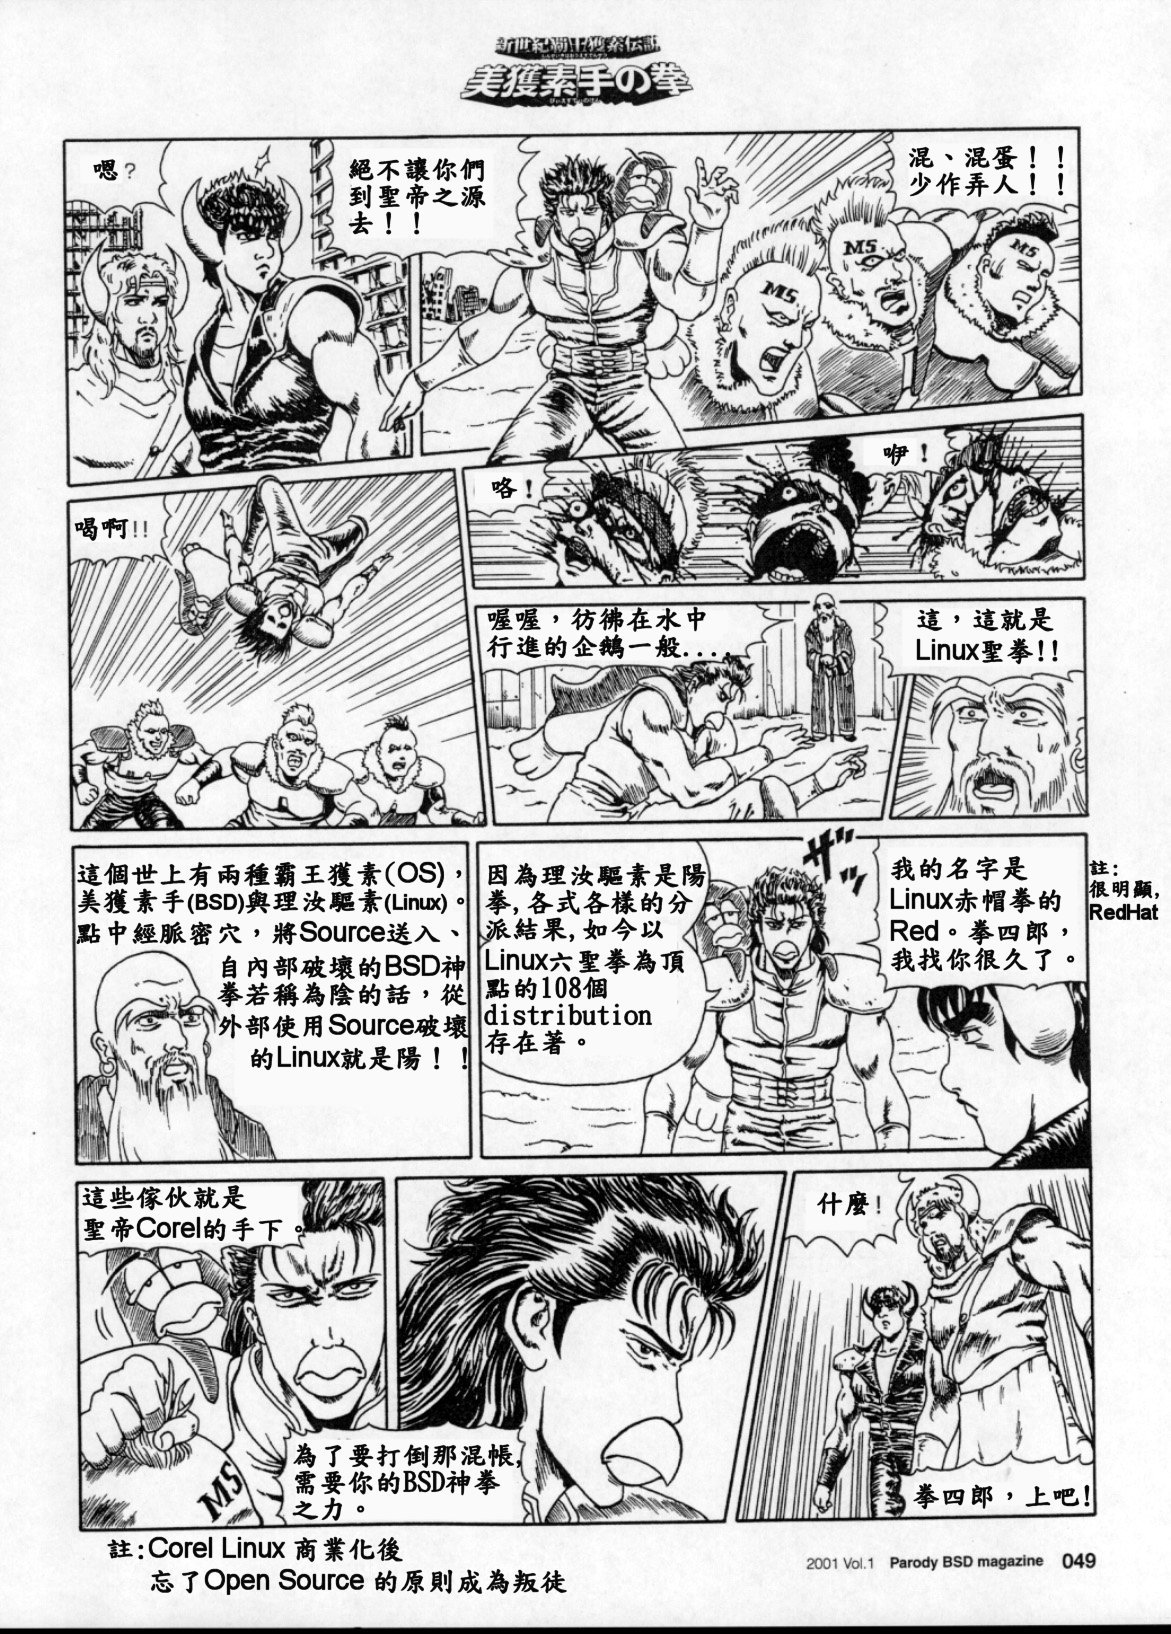 新世紀覇王獲素伝説
美獲素手の拳
嗯?
絕不讓你們
到聖帝之源
去!!
混、混蛋!!
少作弄人!!
MS
MS
MS
喝啊!!
咯!
咿!
喔喔,彷彿在水中
行進的企鵝一般....
這,這就是
Linux聖拳!!
這個世上有兩種霸王獲素(OS),
美獲素手(BSD)與理汝驅素(Linux)。
點中經脈密穴,將Source送入、
自內部破壞的BSD神
拳若稱為陰的話,從
外部使用Source破壞
的Linux就是陽!!
因為理汝驅素是陽
拳,各式各樣的分
派結果,如今以
Linux六聖拳為頂
點的108個
distribution
存在著。
ザッ
我的名字是
Linux赤帽拳的
Red。拳四郎,
我找你很久了。
註:
很明顯,
RedHat
這些傢伙就是
聖帝Corel的手下。
MS
為了要打倒那混帳,
需要你的BSD神拳
之力。
什麼!
拳四郎,上吧!
註:Corel Linux 商業化後
忘了Open Source 的原則成為叛徒
2001 Vol.1 Parody BSD magazine 049